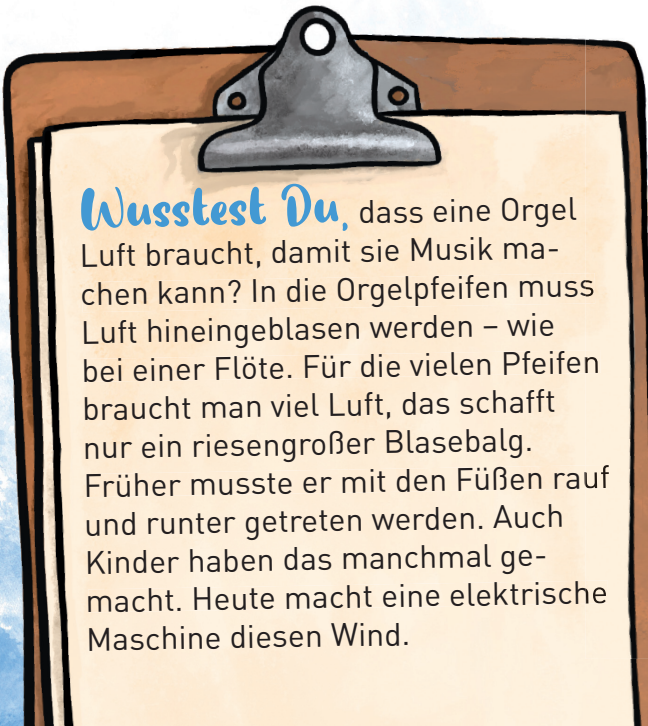 Wusstest Du, dass eine Orgel
Luft braucht, damit sie Musik ma-
chen kann? In die Orgelpfeifen muss
Luft hineingeblasen werden – wie
bei einer Flöte. Für die vielen Pfeifen
braucht man viel Luft, das schafft
nur ein riesengroßer Blasebalg.
Früher musste er mit den Füßen rauf
und runter getreten werden. Auch
Kinder haben das manchmal ge-
macht. Heute macht eine elektrische
Maschine diesen Wind.